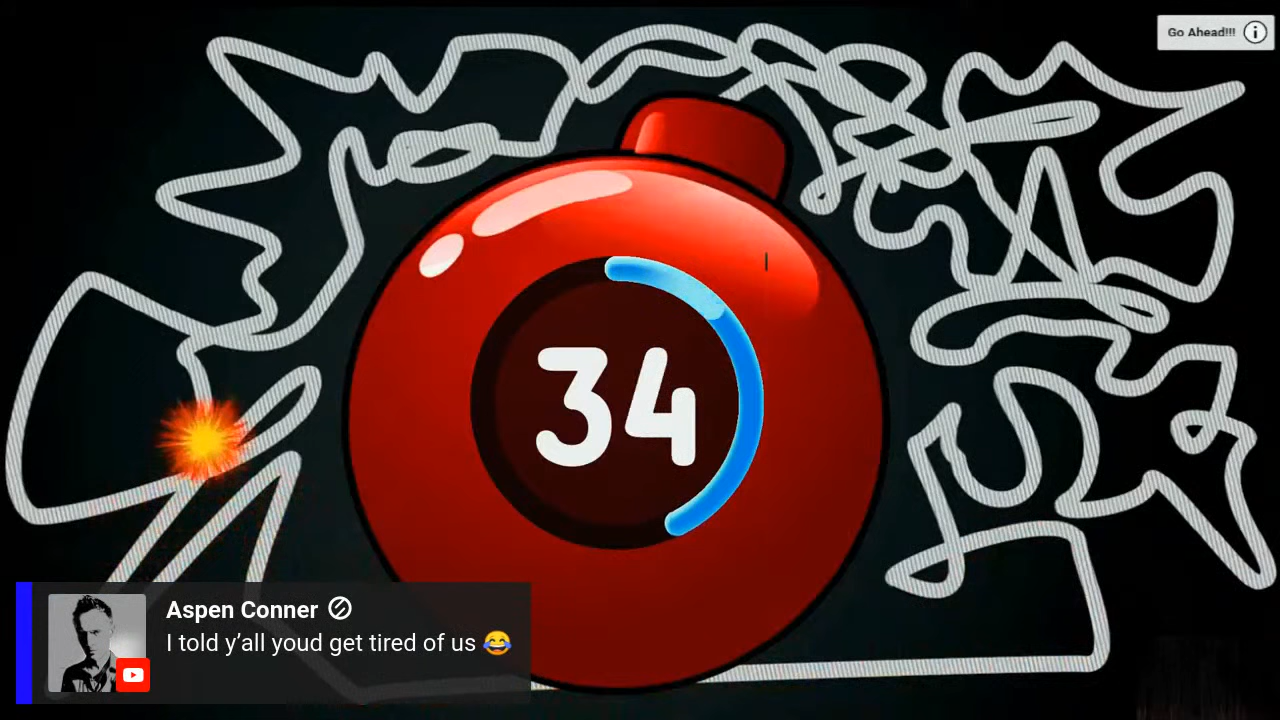 Go Ahead!!!
34
Aspen Conner
I told y’all youd get tired of us 😂